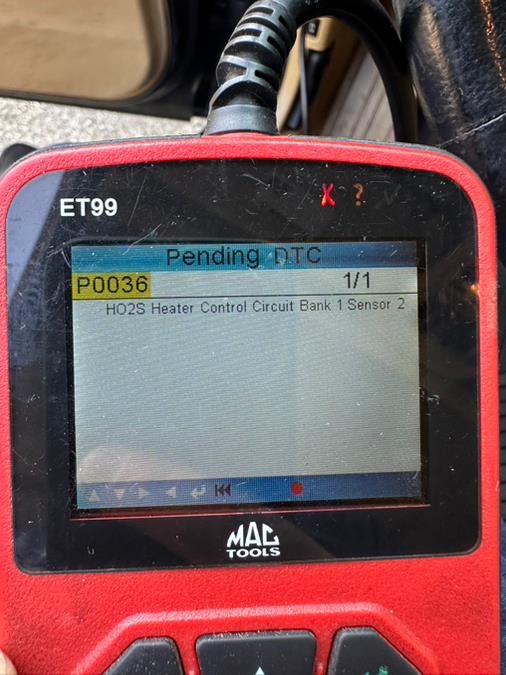 ET99
X ?
Pending DTC
P0036 1/1
HO2S Heater Control Circuit Bank 1 Sensor 2
MAC
TOOLS